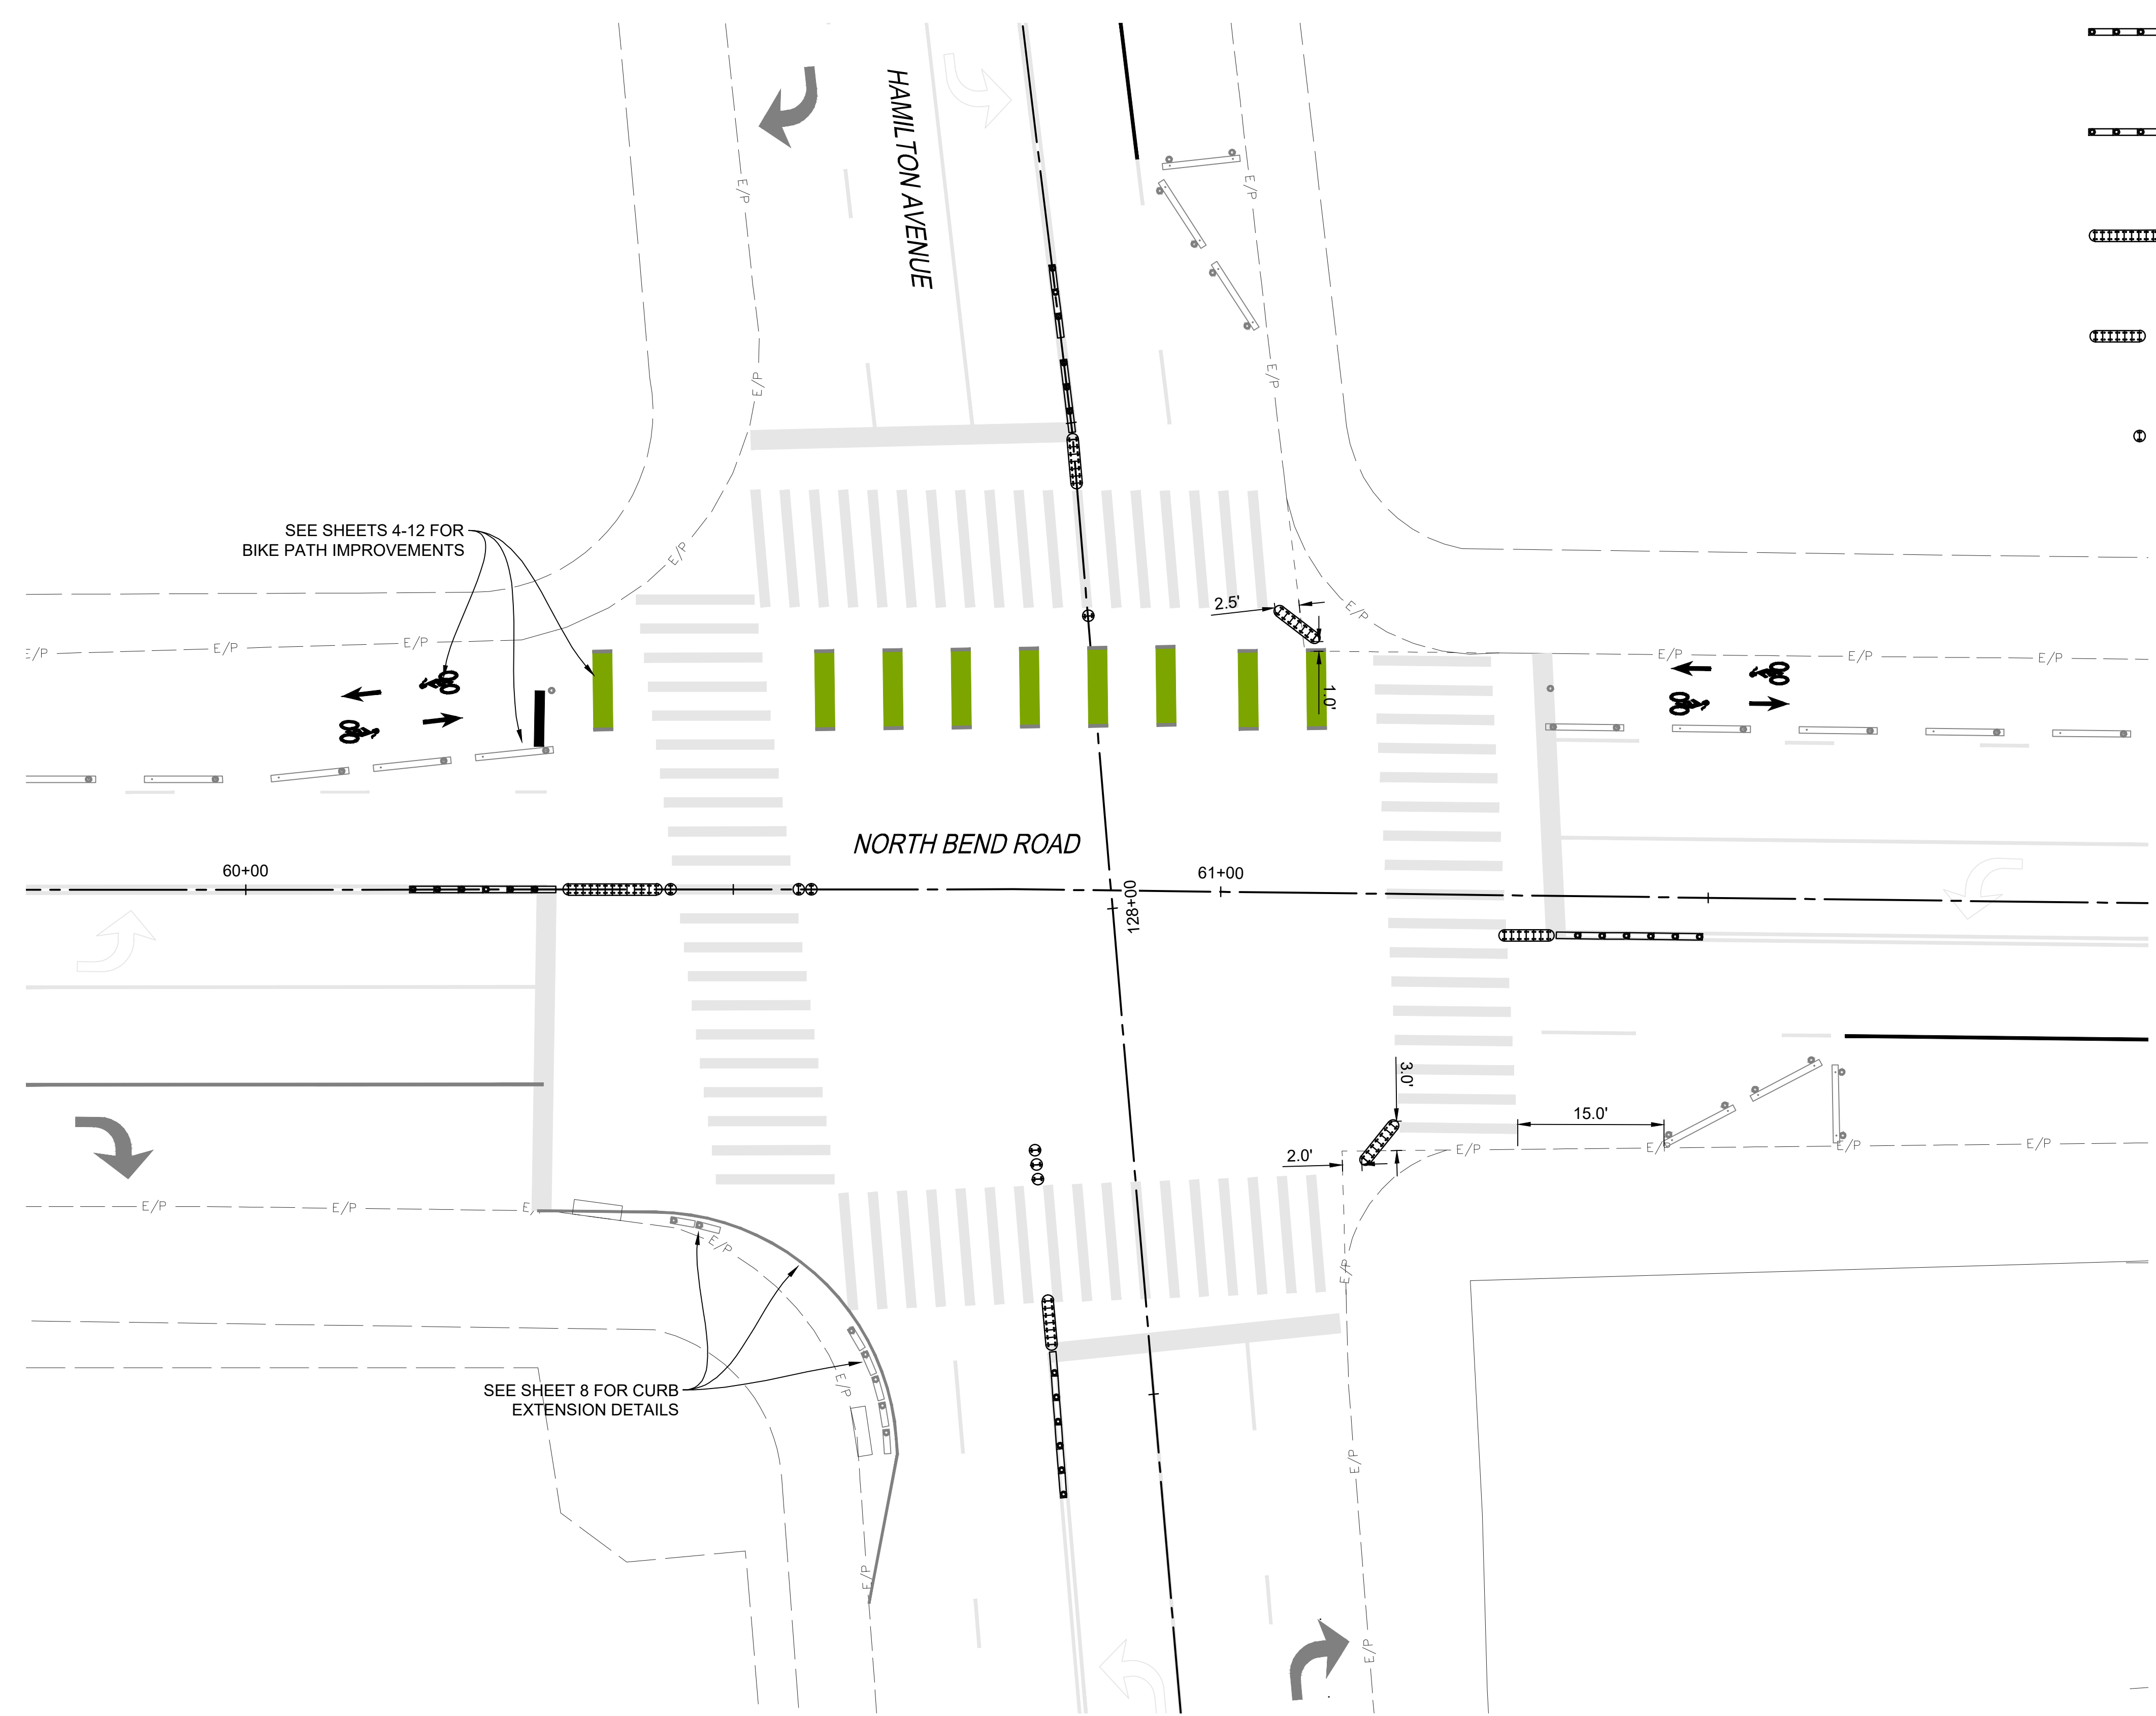 HAMILTON AVENUE
E/P
E/P
E/P
E/P
SEE SHEETS 4-12 FOR
BIKE PATH IMPROVEMENTS
E/P
2.5'
E/P
E/P
E/P
E/P
E/P
E/P
E/P
1.0'
NORTH BEND ROAD
60+00
61+00
128+00
3.0'
15.0'
2.0'
E/P
E/P
E/P
E/P
E/P
E/P
E/P
E/P
SEE SHEET 8 FOR CURB
EXTENSION DETAILS
E/P
E/P
E/P
E/P